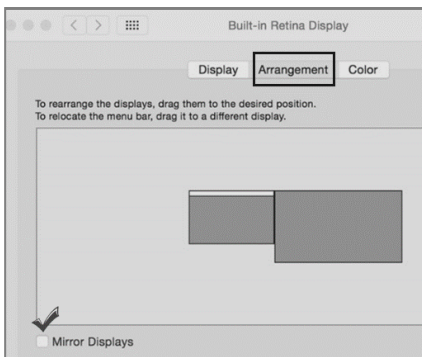 Built-in Retina Display
Display Arrangement Color
To rearrange the displays, drag them to the desired position.
To relocate the menu bar, drag it to a different display.
Mirror Displays